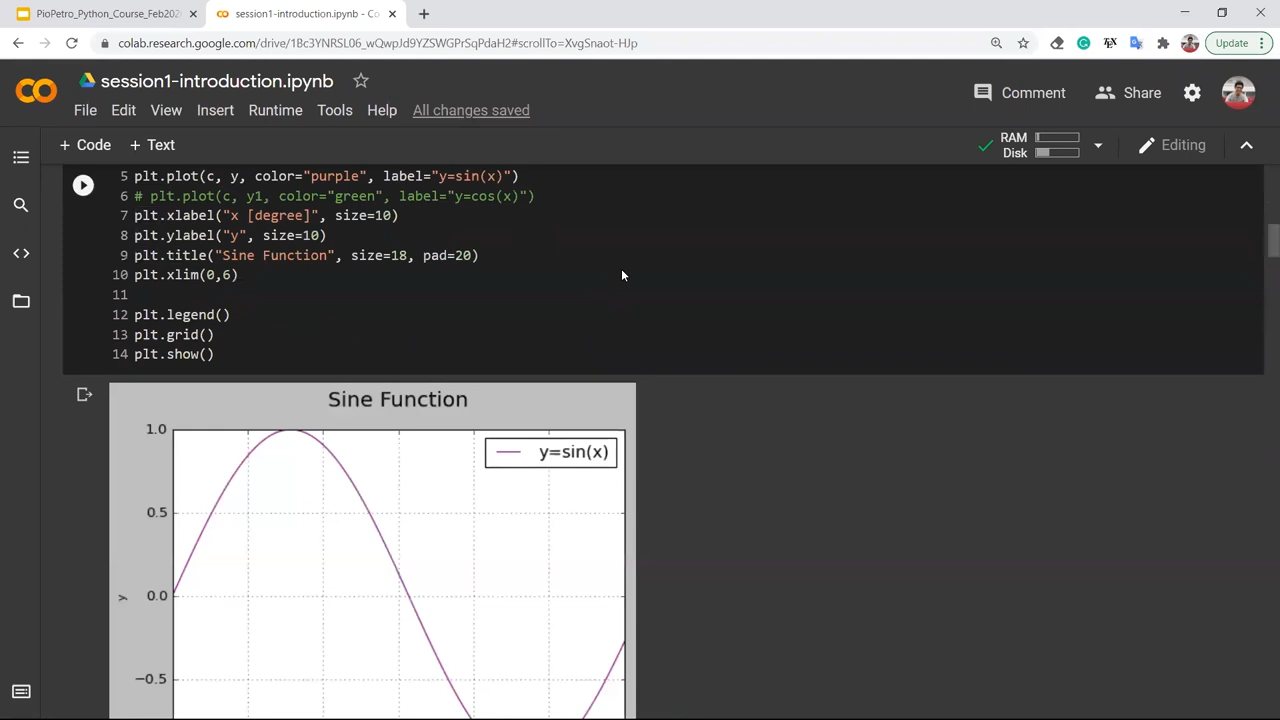 PioPetro_Python_Course_Feb202
session1-introduction.ipynb - Co
colab.research.google.com/drive/1Bc3YNRSL06_wQwpJd9YZSWGPrSqPdaH2#scrollTo=XvgSnaot-HJp
Update
session1-introduction.ipynb
Comment
Share
File Edit View Insert Runtime Tools Help All changes saved
+ Code + Text
RAM
Disk
Editing
5 plt.plot(c, y, color="purple", label="y=sin(x)")
6 # plt.plot(c, y1, color="green", label="y=cos(x)")
7 plt.xlabel("x [degree]", size=10)
8 plt.ylabel("y", size=10)
9 plt.title("Sine Function", size=18, pad=20)
10 plt.xlim(0,6)
11
12 plt.legend()
13 plt.grid()
14 plt.show()
Sine Function
1.0
y=sin(x)
0.5
0.0
y
−0.5